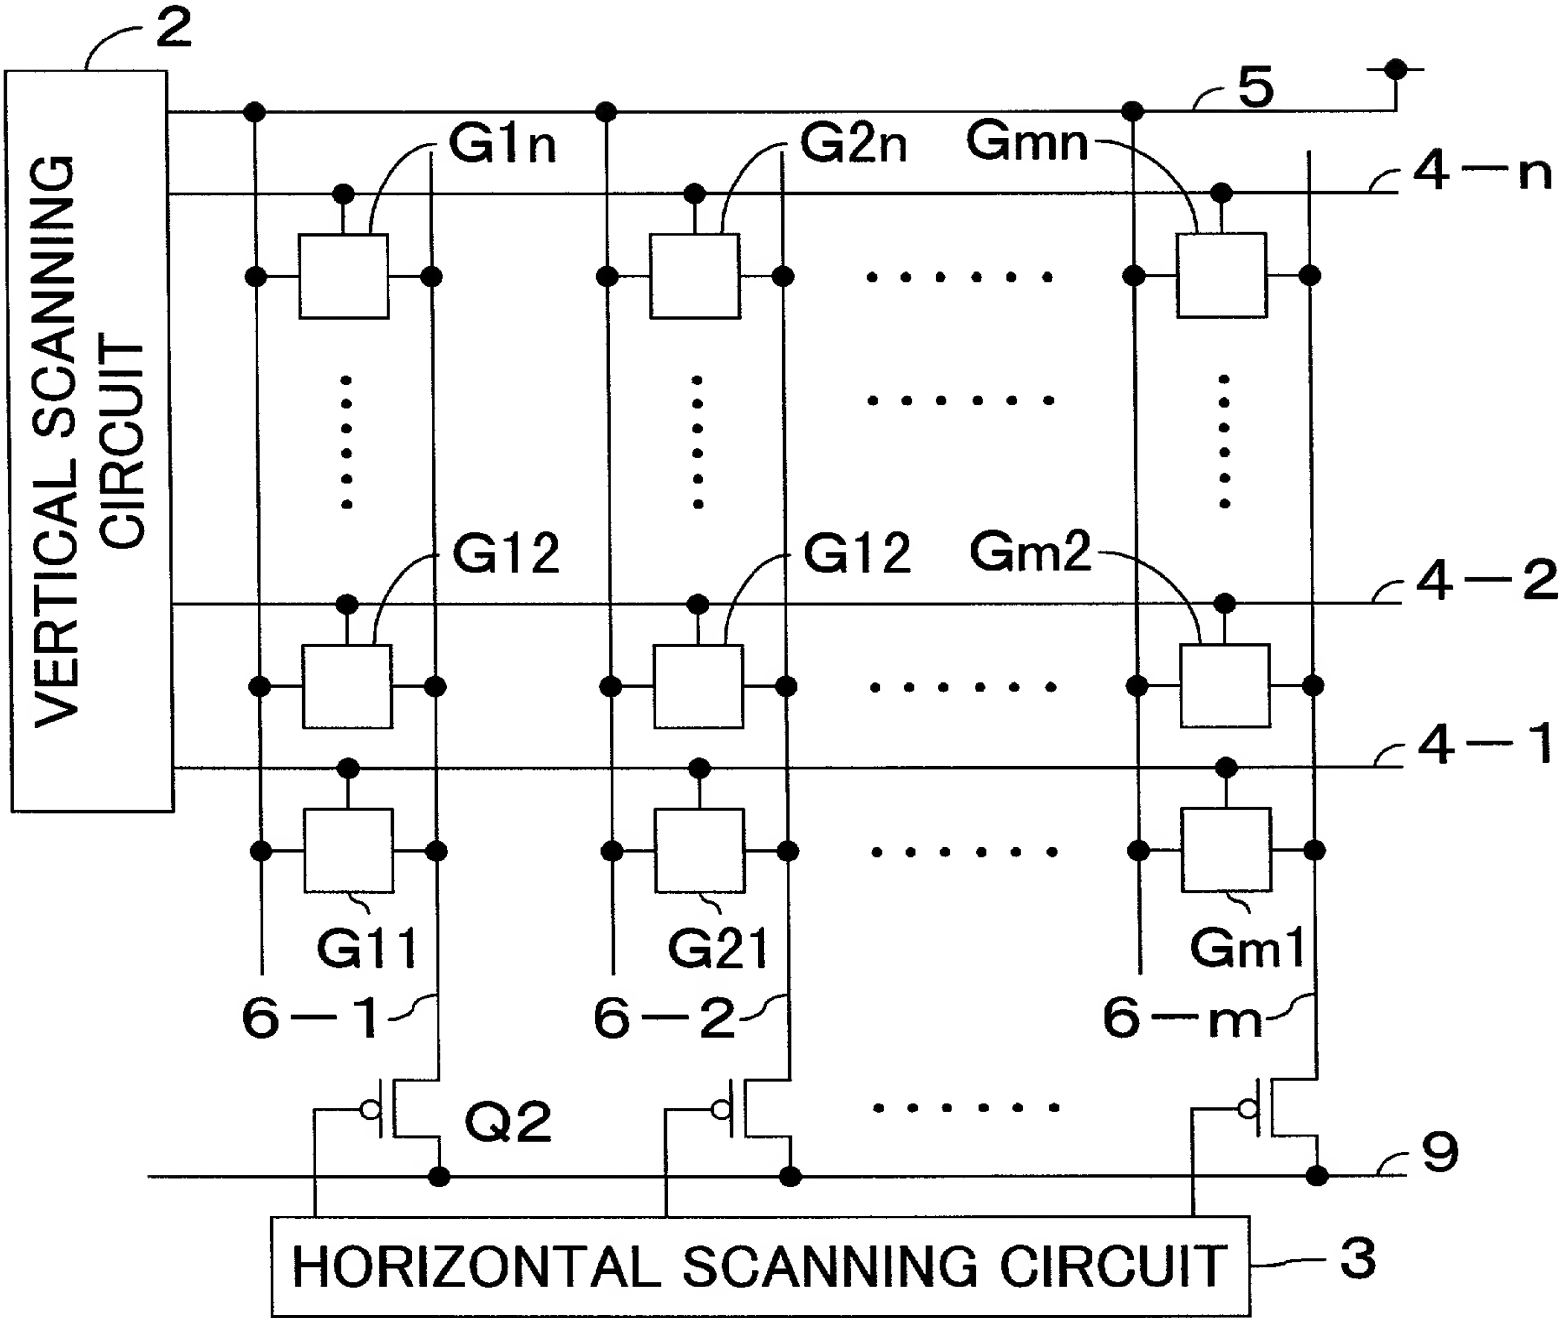 2
5
G1n
G2n
Gmn
4-n
VERTICAL SCANNING
CIRCUIT
G12
G12
Gm2
4-2
4-1
G11
G21
Gm1
6-1
6-2
6-m
Q2
9
HORIZONTAL SCANNING CIRCUIT
3